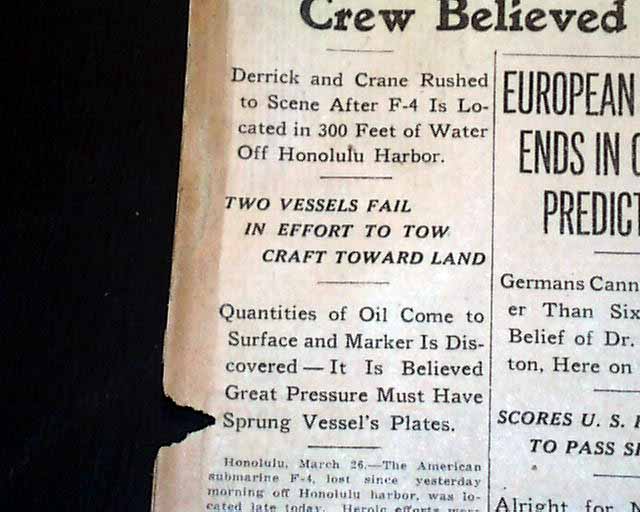 Crew Believed
Derrick and Crane Rushed
to Scene After F-4 Is Lo-
cated in 300 Feet of Water
Off Honolulu Harbor.
TWO VESSELS FAIL
IN EFFORT TO TOW
CRAFT TOWARD LAND
Quantities of Oil Come to
Surface and Marker Is Dis-
covered — It Is Believed
Great Pressure Must Have
Sprung Vessel's Plates.
Honolulu, March 26.—The American
submarine F-4, lost since yesterday
morning off Honolulu harbor, was lo-
cated late today. Heroic efforts were
EUROPEAN
ENDS IN
PREDICT
Germans Cann
er Than Six
Belief of Dr.
ton, Here on
SCORES U. S.
TO PASS
Alright for